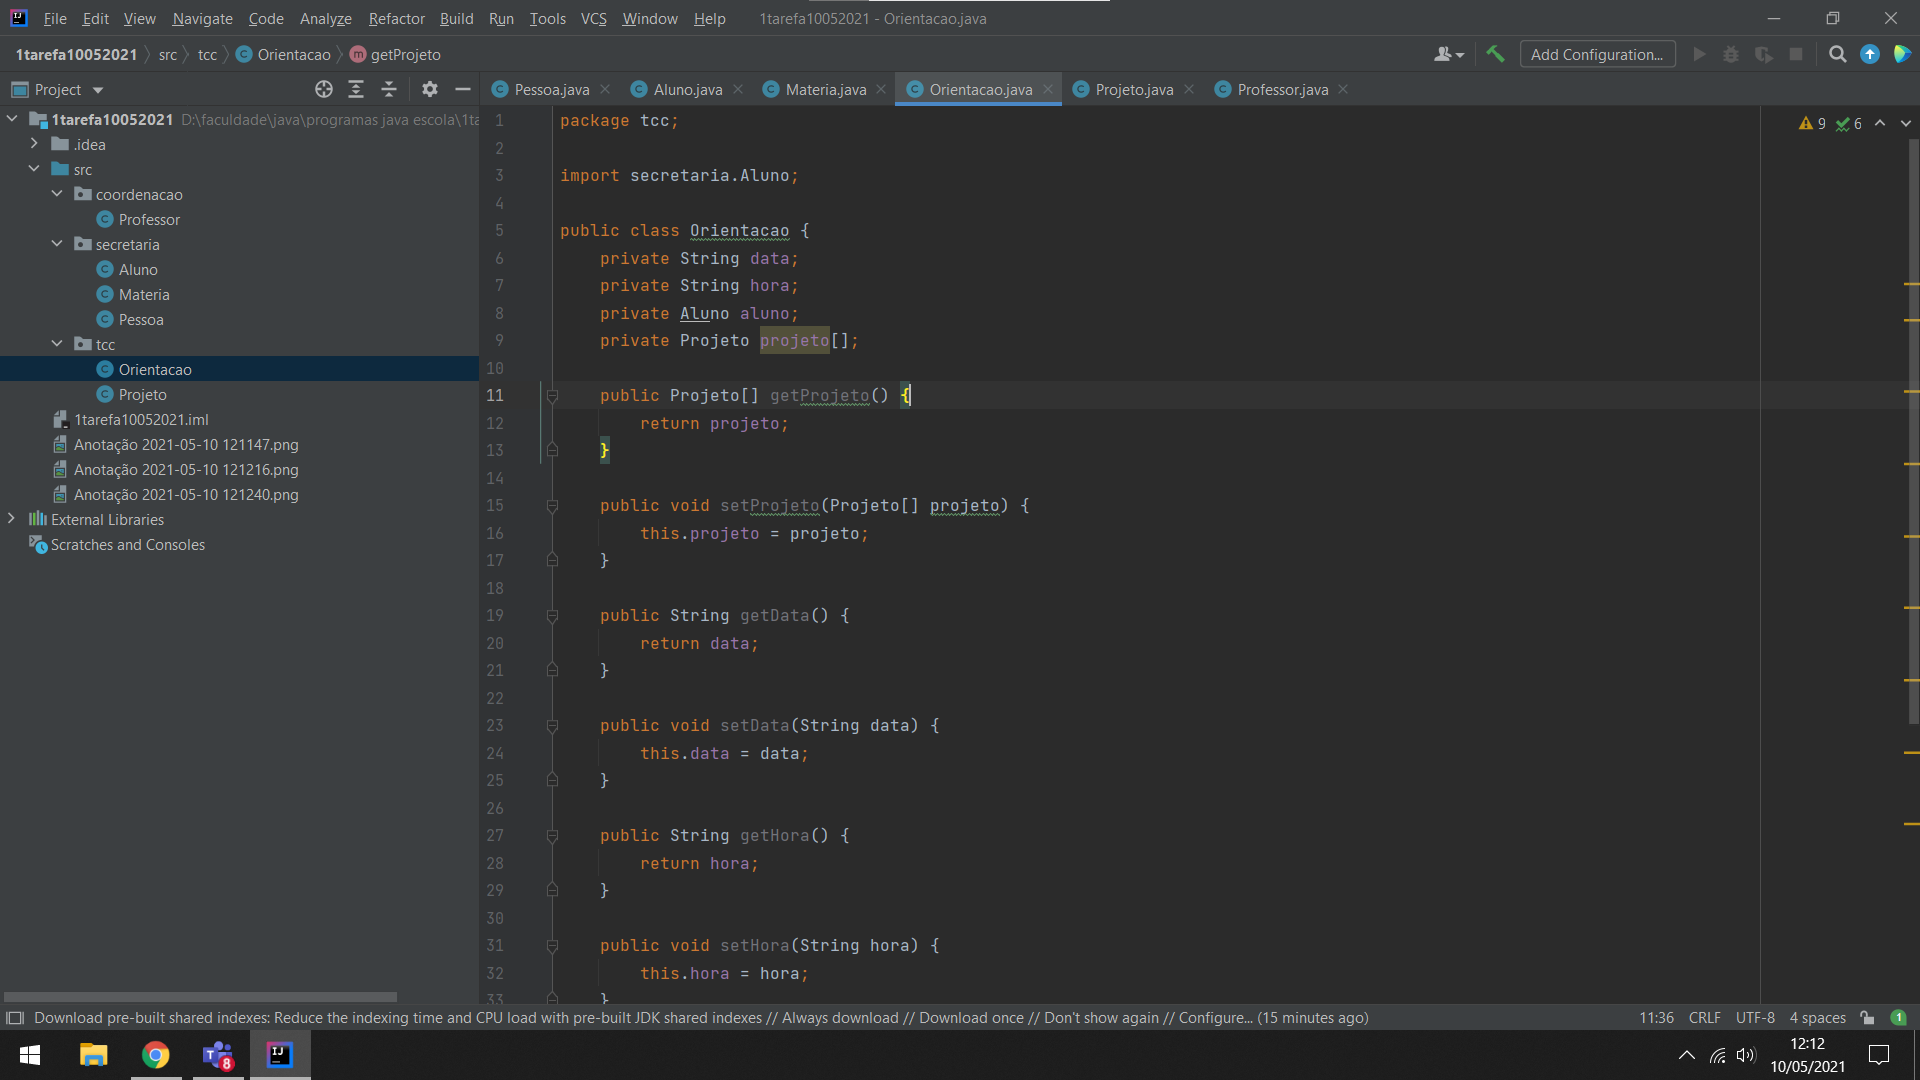 File Edit View Navigate Code Analyze Refactor Build Run Tools VCS Window Help 1tarefa10052021 - Orientacao.java
1tarefa10052021 src tcc Orientacao getProjeto Add Configuration...
Project
Pessoa.java Aluno.java Materia.java Orientacao.java Projeto.java Professor.java
1tarefa10052021 D:\faculdade\java\programas java escola\1ta
.idea
src
coordenacao
Professor
secretaria
Aluno
Materia
Pessoa
tcc
Orientacao
Projeto
1tarefa10052021.iml
Anotação 2021-05-10 121147.png
Anotação 2021-05-10 121216.png
Anotação 2021-05-10 121240.png
External Libraries
Scratches and Consoles
9 6
1 package tcc;
2
3 import secretaria.Aluno;
4
5 public class Orientacao {
6 private String data;
7 private String hora;
8 private Aluno aluno;
9 private Projeto projeto[];
10
11 public Projeto[] getProjeto() {
12 return projeto;
13 }
14
15 public void setProjeto(Projeto[] projeto) {
16 this.projeto = projeto;
17 }
18
19 public String getData() {
20 return data;
21 }
22
23 public void setData(String data) {
24 this.data = data;
25 }
26
27 public String getHora() {
28 return hora;
29 }
30
31 public void setHora(String hora) {
32 this.hora = hora;
33 }
Download pre-built shared indexes: Reduce the indexing time and CPU load with pre-built JDK shared indexes // Always download // Download once // Don't show again // Configure... (15 minutes ago) 11:36 CRLF UTF-8 4 spaces 1
8
12:12
10/05/2021